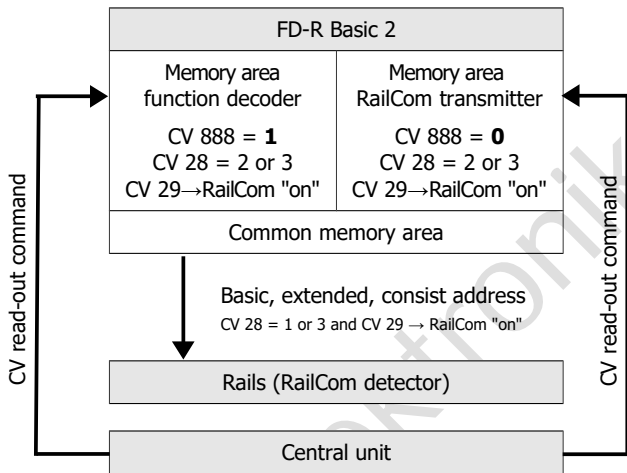 FD-R Basic 2
Memory area
function decoder
CV 888 = 1
CV 28 = 2 or 3
CV 29→RailCom "on"
Memory area
RailCom transmitter
CV 888 = 0
CV 28 = 2 or 3
CV 29→RailCom "on"
Common memory area
CV read-out command
CV read-out command
Basic, extended, consist address
CV 28 = 1 or 3 and CV 29 → RailCom "on"
Rails (RailCom detector)
Central unit